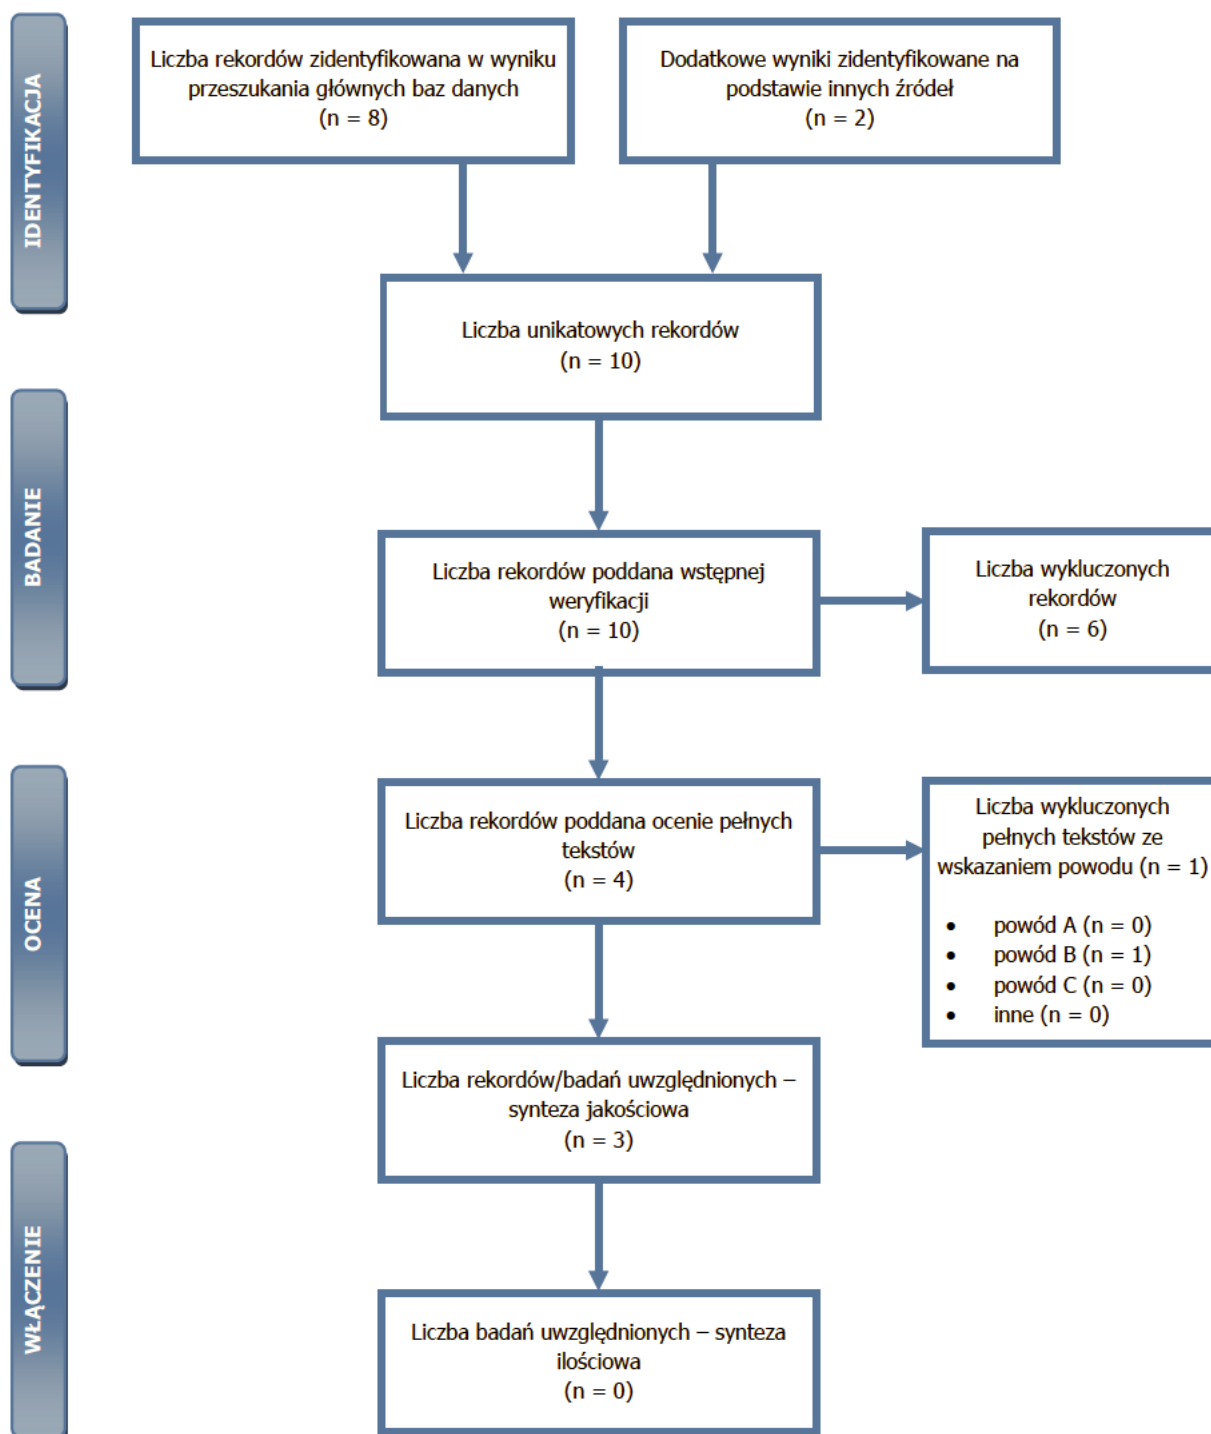 IDENTYFIKACJA
Liczba rekordów zidentyfikowana w wyniku
przeszukania głównych baz danych
(n = 8)
Dodatkowe wyniki zidentyfikowane na
podstawie innych źródeł
(n = 2)
Liczba unikatowych rekordów
(n = 10)
BADANIE
Liczba rekordów poddana wstępnej
weryfikacji
(n = 10)
Liczba wykluczonych
rekordów
(n = 6)
OCENA
Liczba rekordów poddana ocenie pełnych
tekstów
(n = 4)
Liczba wykluczonych
pełnych tekstów ze
wskazaniem powodu (n = 1)
• powód A (n = 0)
• powód B (n = 1)
• powód C (n = 0)
• inne (n = 0)
Liczba rekordów/badań uwzględnionych –
synteza jakościowa
(n = 3)
WŁĄCZENIE
Liczba badań uwzględnionych – synteza
ilościowa
(n = 0)